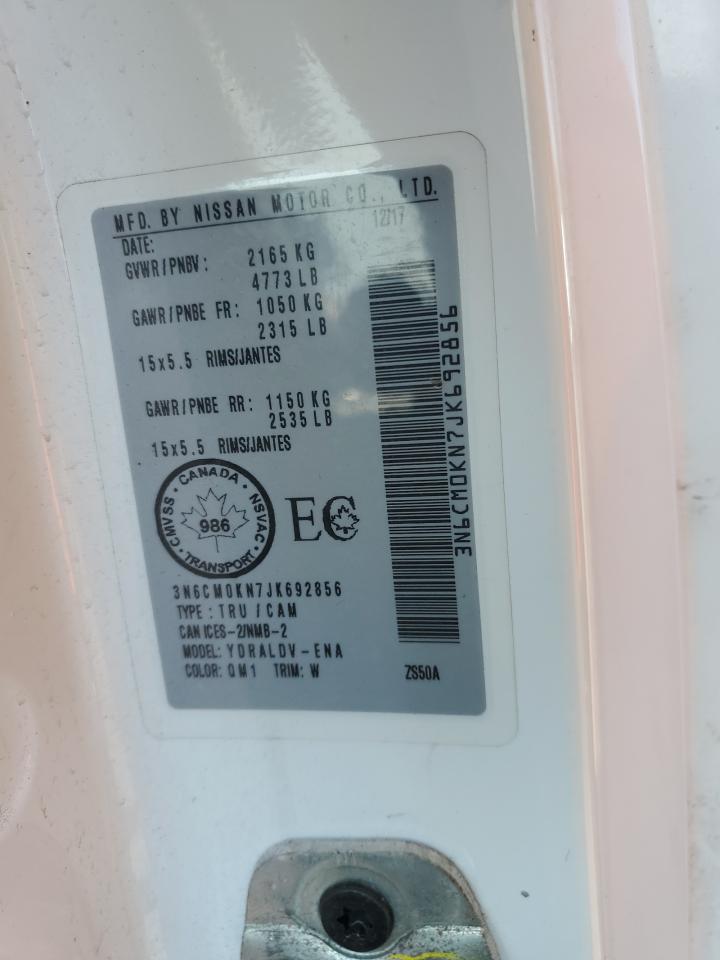 MFD. BY NISSAN MOTOR CO., LTD.
DATE: 12/17
GVWR/PNBV: 2165 KG
4773 LB
GAWR/PNBE FR: 1050 KG
2315 LB
15x5.5 RIMS/JANTES
GAWR/PNBE RR: 1150 KG
2535 LB
15x5.5 RIMS/JANTES
CANADA
CMVSS NSVAC
986
TRANSPORT
EC
3N6CM0KN7JK692856
TYPE: TRU/CAM
CAN ICES-2/NMB-2
MODEL: YDRALDV-ENA
COLOR: QM1 TRIM: W ZS50A
3N6CM0KN7JK692856